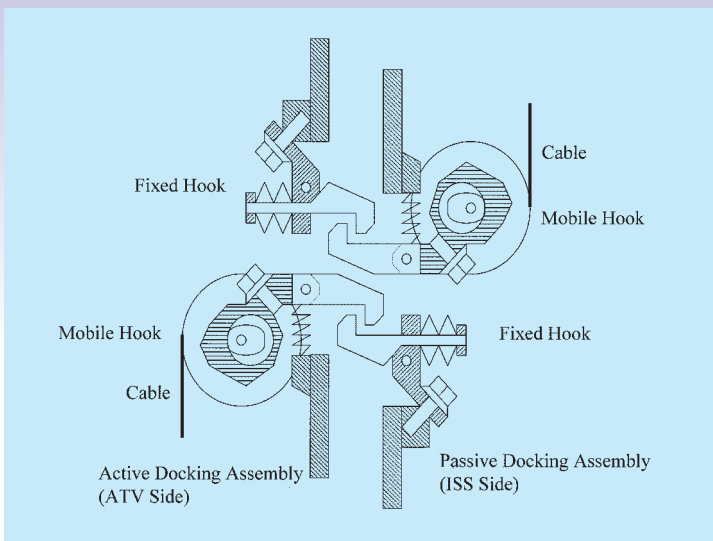 Cable
Fixed Hook
Mobile Hook
Mobile Hook
Fixed Hook
Cable
Active Docking Assembly
(ATV Side)
Passive Docking Assembly
(ISS Side)